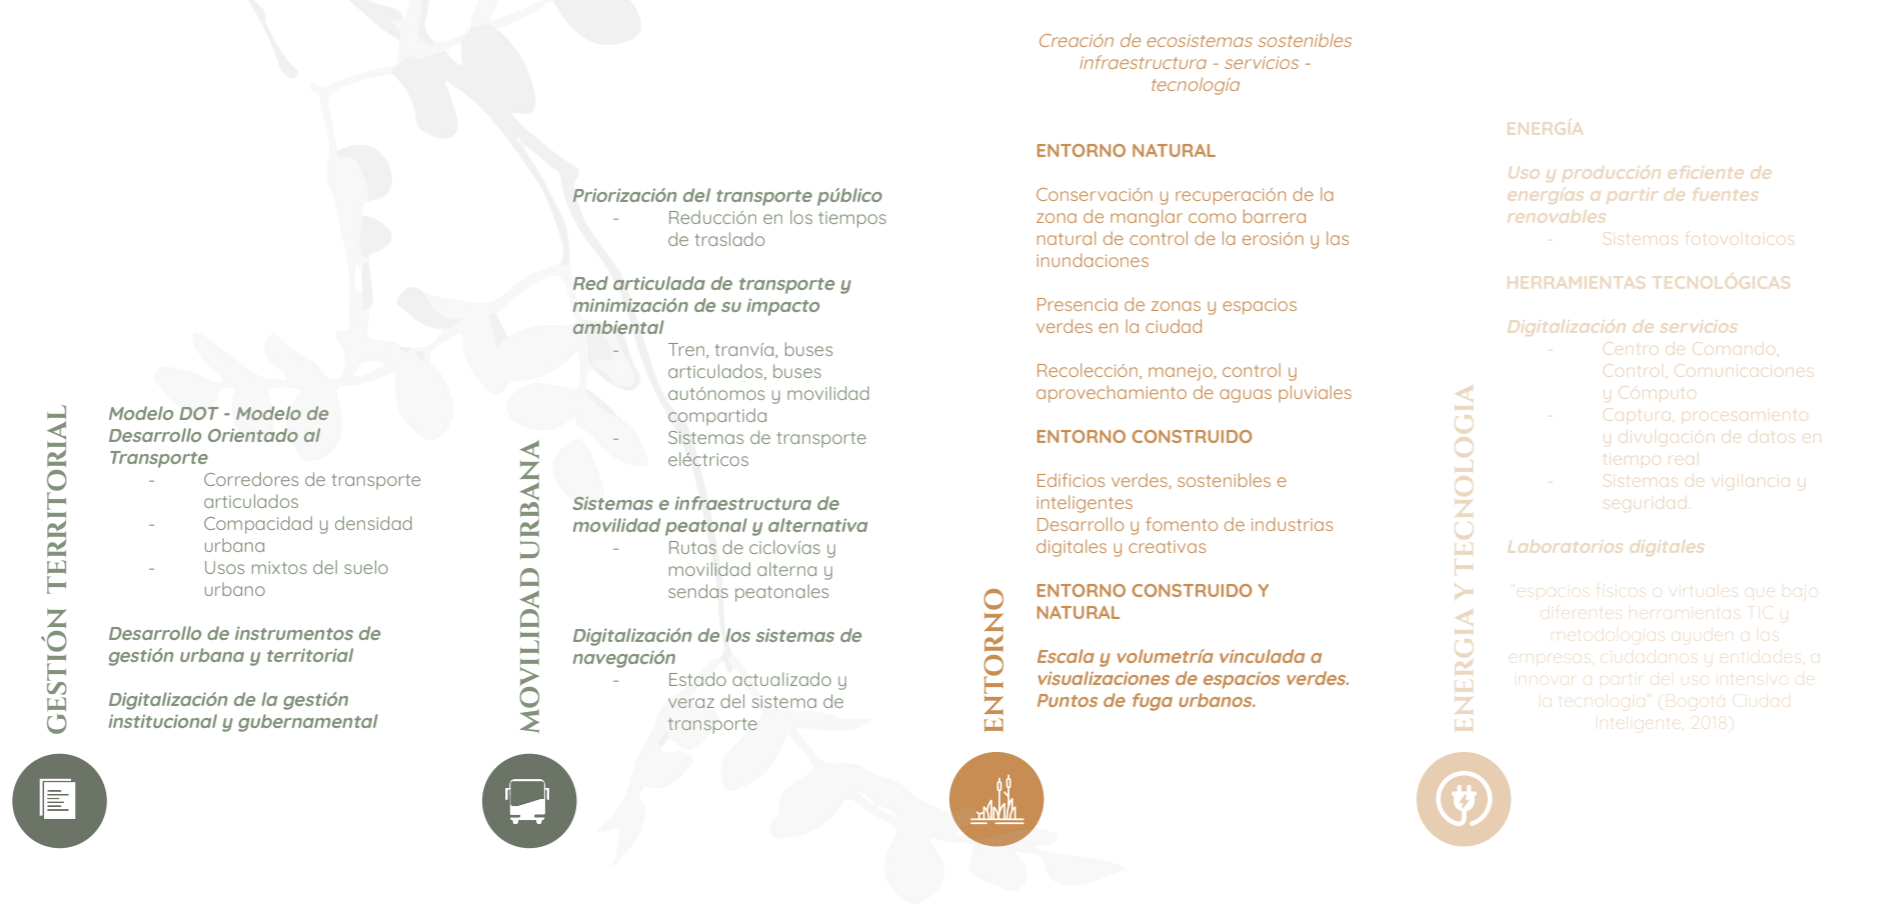 GESTIÓN TERRITORIAL
Modelo DOT - Modelo de
Desarrollo Orientado al
Transporte
- Corredores de transporte
articulados
- Compacidad y densidad
urbana
- Usos mixtos del suelo
urbano
Desarrollo de instrumentos de
gestión urbana y territorial
Digitalización de la gestión
institucional y gubernamental
MOVILIDAD URBANA
Priorización del transporte público
- Reducción en los tiempos
de traslado
Red articulada de transporte y
minimización de su impacto
ambiental
- Tren, tranvía, buses
articulados, buses
autónomos y movilidad
compartida
- Sistemas de transporte
eléctricos
Sistemas e infraestructura de
movilidad peatonal y alternativa
- Rutas de ciclovías y
movilidad alterna y
sendas peatonales
Digitalización de los sistemas de
navegación
- Estado actualizado y
veraz del sistema de
transporte
ENTORNO
Creación de ecosistemas sostenibles
infraestructura - servicios -
tecnología
ENTORNO NATURAL
Conservación y recuperación de la
zona de manglar como barrera
natural de control de la erosión y las
inundaciones
Presencia de zonas y espacios
verdes en la ciudad
Recolección, manejo, control y
aprovechamiento de aguas pluviales
ENTORNO CONSTRUIDO
Edificios verdes, sostenibles e
inteligentes
Desarrollo y fomento de industrias
digitales y creativas
ENTORNO CONSTRUIDO Y
NATURAL
Escala y volumetría vinculada a
visualizaciones de espacios verdes.
Puntos de fuga urbanos.
ENERGIA Y TECNOLOGIA
ENERGÍA
Uso y producción eficiente de
energías a partir de fuentes
renovables
- Sistemas fotovoltaicos
HERRAMIENTAS TECNOLÓGICAS
Digitalización de servicios
- Centro de Comando,
Control, Comunicaciones
y Cómputo
- Captura, procesamiento
y divulgación de datos en
tiempo real
- Sistemas de vigilancia y
seguridad.
Laboratorios digitales
"espacios físicos o virtuales que bajo
diferentes herramientas TIC y
metodologías ayuden a las
empresas, ciudadanos y entidades, a
innovar a partir del uso intensivo de
la tecnología" (Bogotá Ciudad
Inteligente, 2018)